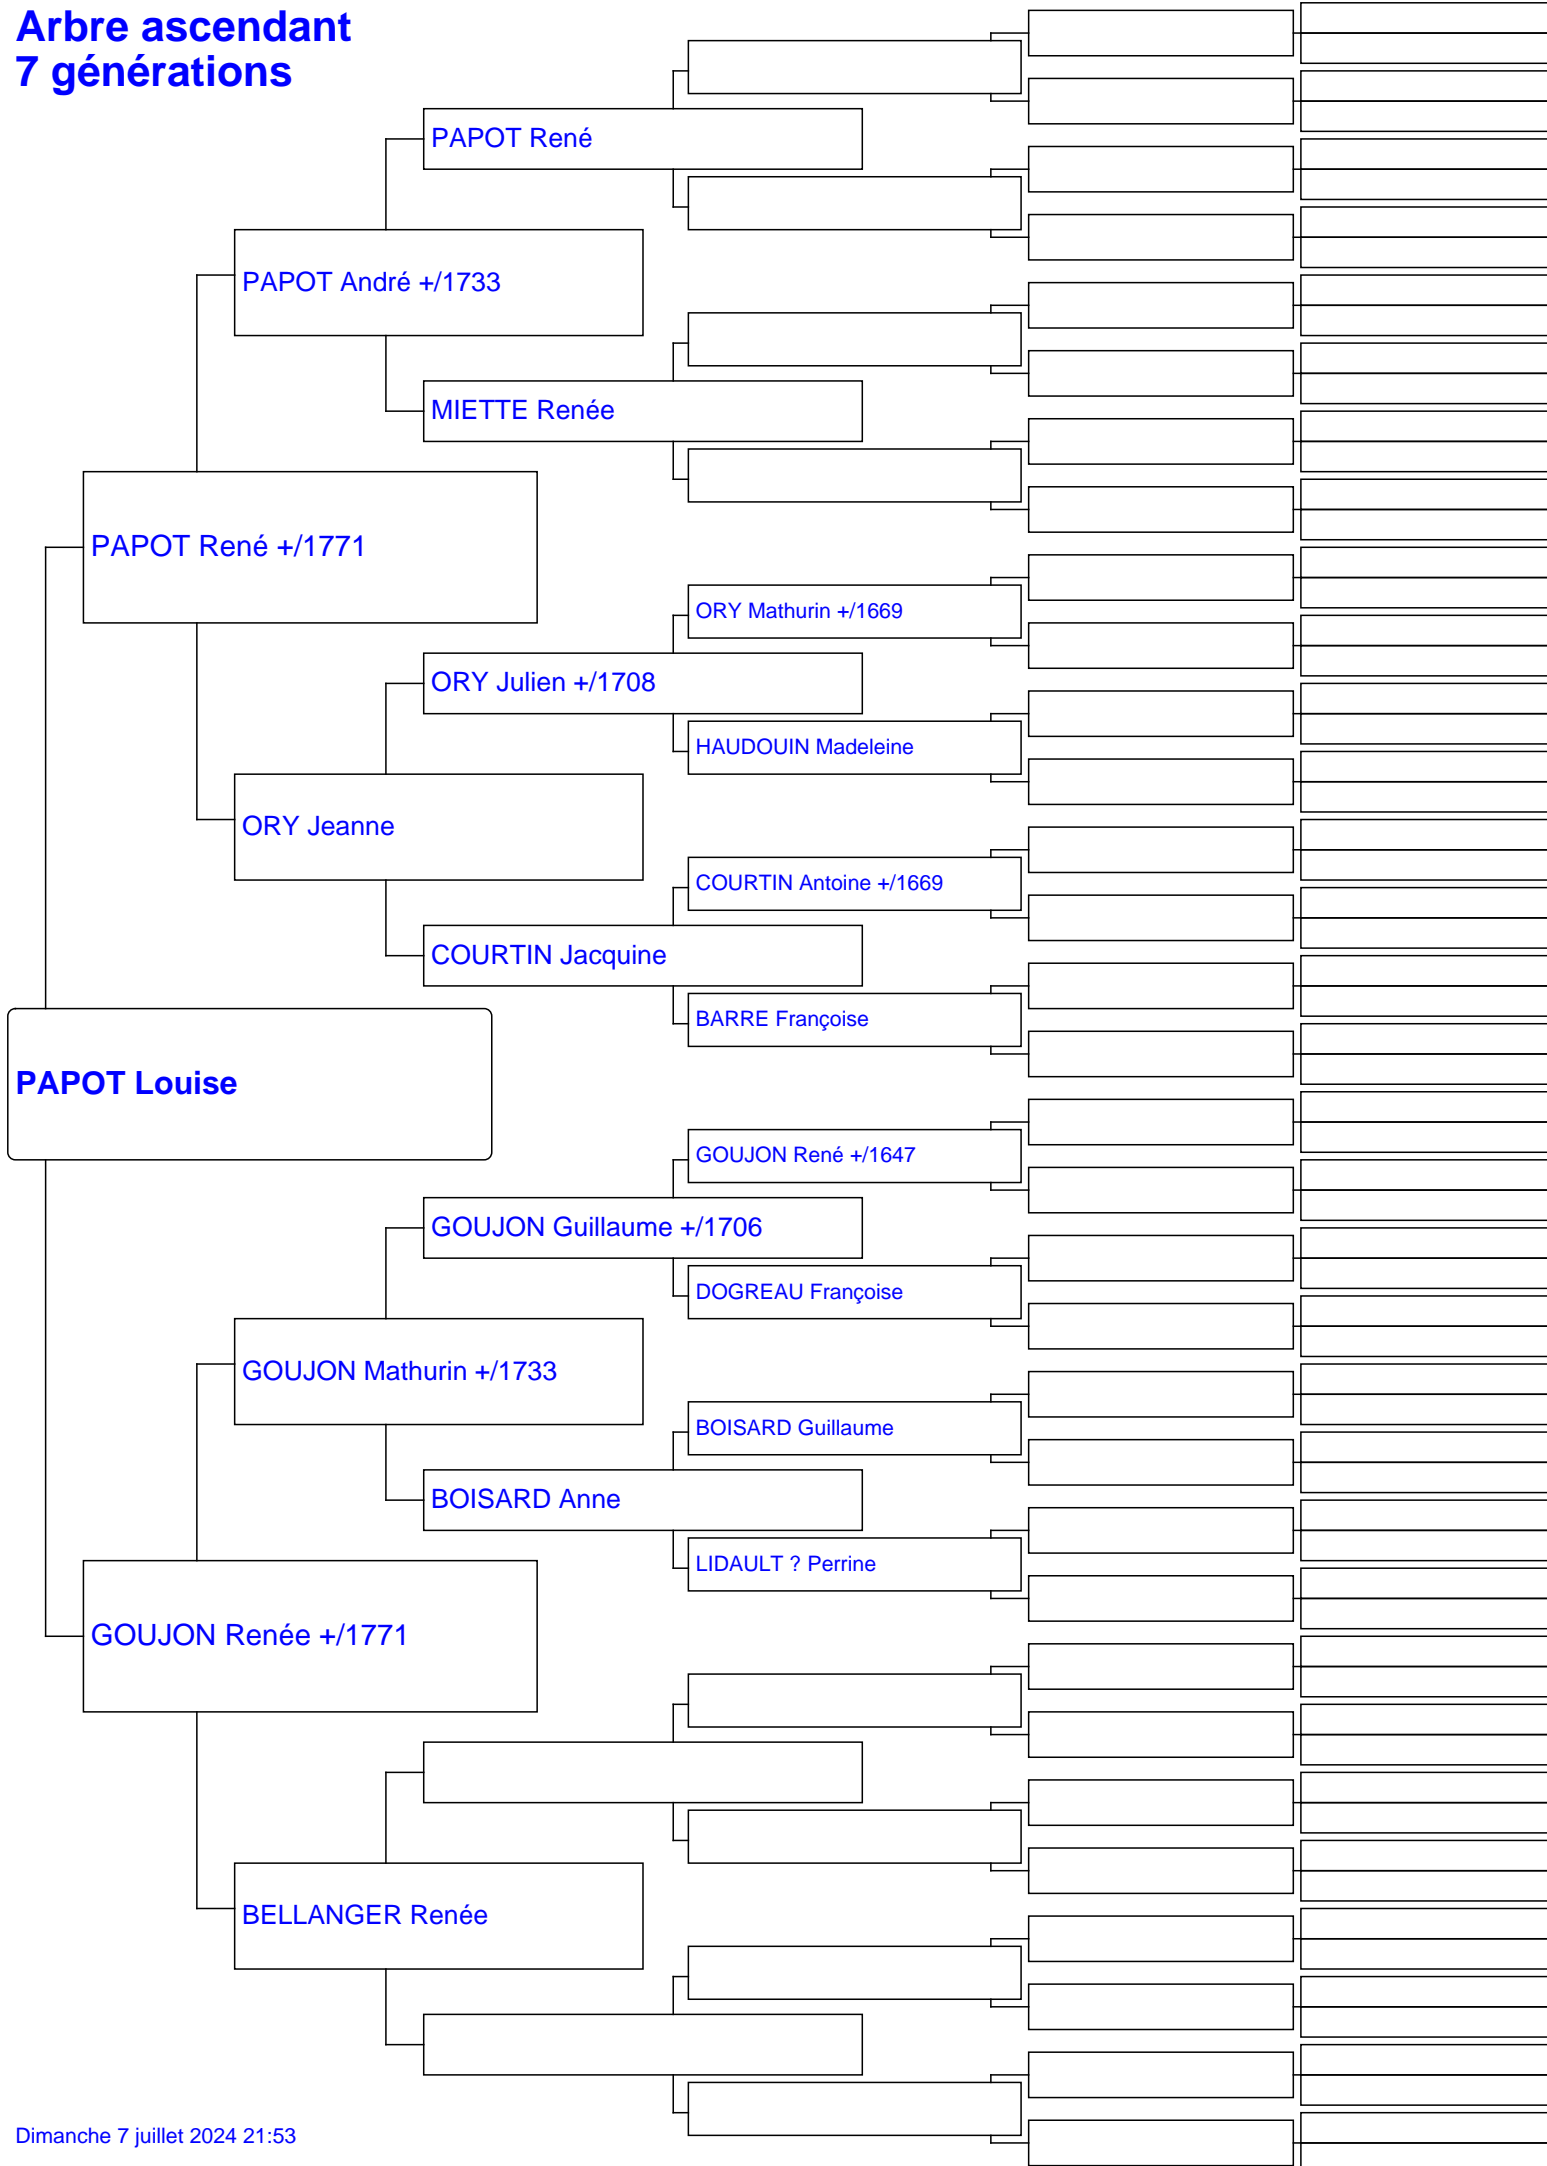 Arbre ascendant
7 générations
PAPOT René
PAPOT André +/1733
MIETTE Renée
PAPOT René +/1771
ORY Mathurin +/1669
ORY Julien +/1708
HAUDOUIN Madeleine
ORY Jeanne
COURTIN Antoine +/1669
COURTIN Jacquine
BARRE Françoise
PAPOT Louise
GOUJON René +/1647
GOUJON Guillaume +/1706
DOGREAU Françoise
GOUJON Mathurin +/1733
BOISARD Guillaume
BOISARD Anne
LIDAULT ? Perrine
GOUJON Renée +/1771
BELLANGER Renée
Dimanche 7 juillet 2024 21:53